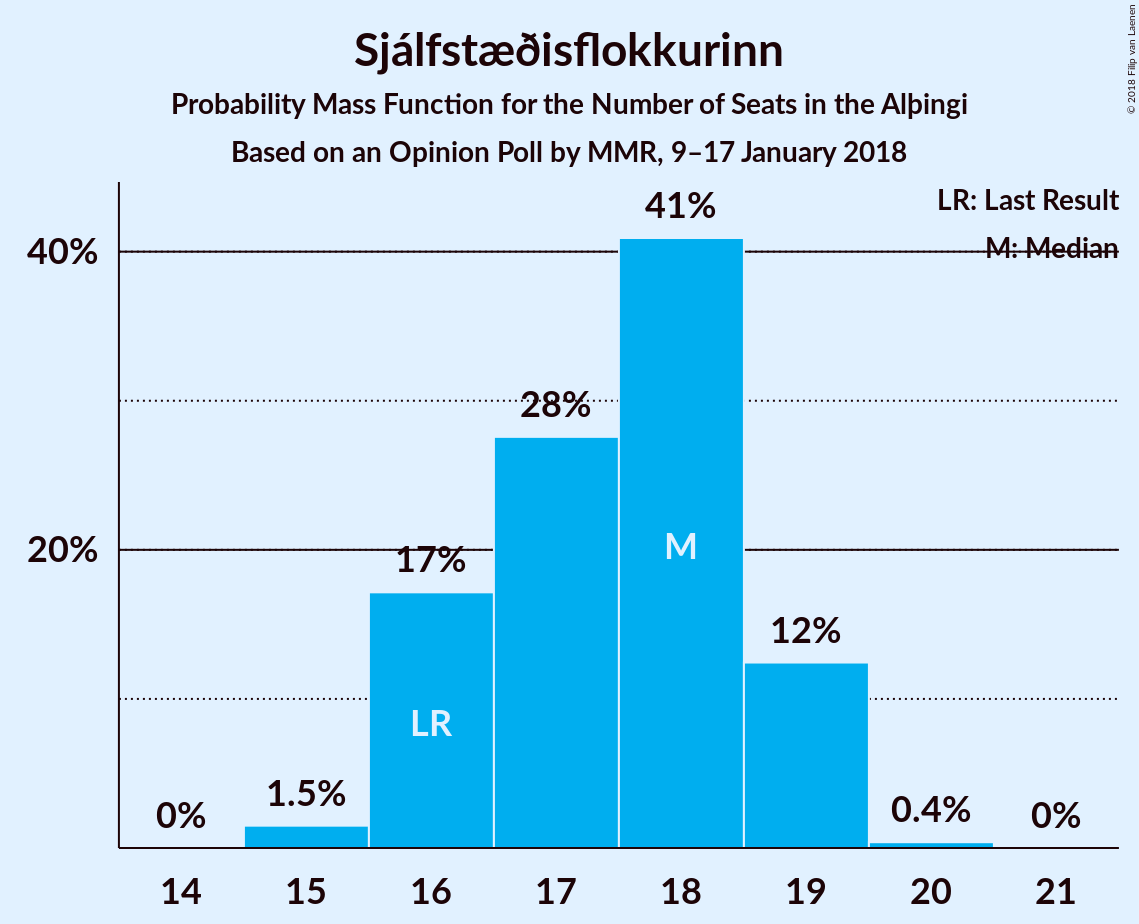 Sjálfstæðisflokkurinn
Probability Mass Function for the Number of Seats in the Alþingi
Based on an Opinion Poll by MMR, 9–17 January 2018
© 2018 Filip van Laenen
LR: Last Result
M: Median
40%
20%
0%
1.5%
17%
28%
41%
12%
0.4%
0%
LR
M
14 15 16 17 18 19 20 21